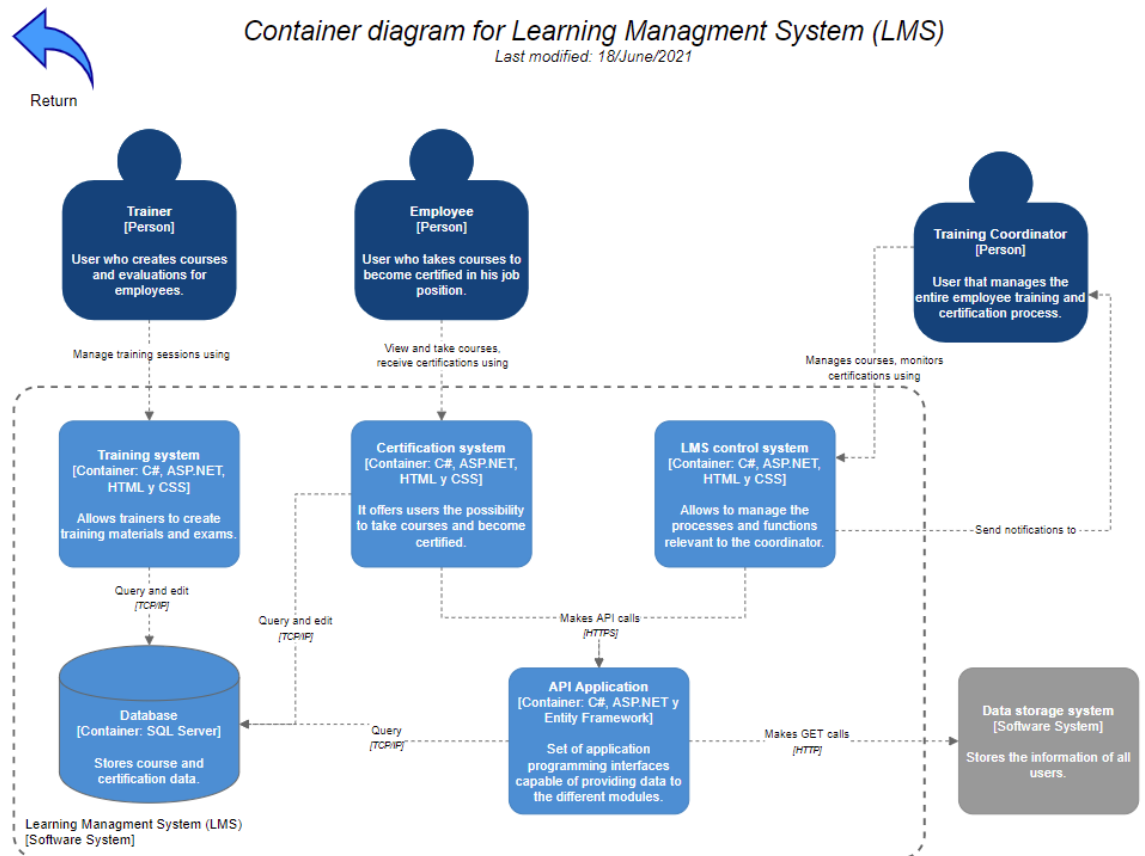 Container diagram for Learning Managment System (LMS)
Last modified: 18/June/2021
Return
Trainer
[Person]
User who creates courses
and evaluations for
employees.
Employee
[Person]
User who takes courses to
become certified in his job
position.
Training Coordinator
[Person]
User that manages the
entire employee training and
certification process.
Manage training sessions using
View and take courses,
receive certifications using
Manages courses, monitors
certifications using
Training system
[Container: C#, ASP.NET,
HTML y CSS]
Allows trainers to create
training materials and exams.
Certification system
[Container: C#, ASP.NET,
HTML y CSS]
It offers users the possibility
to take courses and become
certified.
LMS control system
[Container: C#, ASP.NET,
HTML y CSS]
Allows to manage the
processes and functions
relevant to the coordinator.
Send notifications to
Query and edit
[TCP/IP]
Query and edit
[TCP/IP]
Makes API calls
[HTTPS]
Database
[Container: SQL Server]
Stores course and
certification data.
Query
[TCP/IP]
API Application
[Container: C#, ASP.NET y
Entity Framework]
Set of application
programming interfaces
capable of providing data to
the different modules.
Makes GET calls
[HTTP]
Data storage system
[Software System]
Stores the information of all
users.
Learning Managment System (LMS)
[Software System]